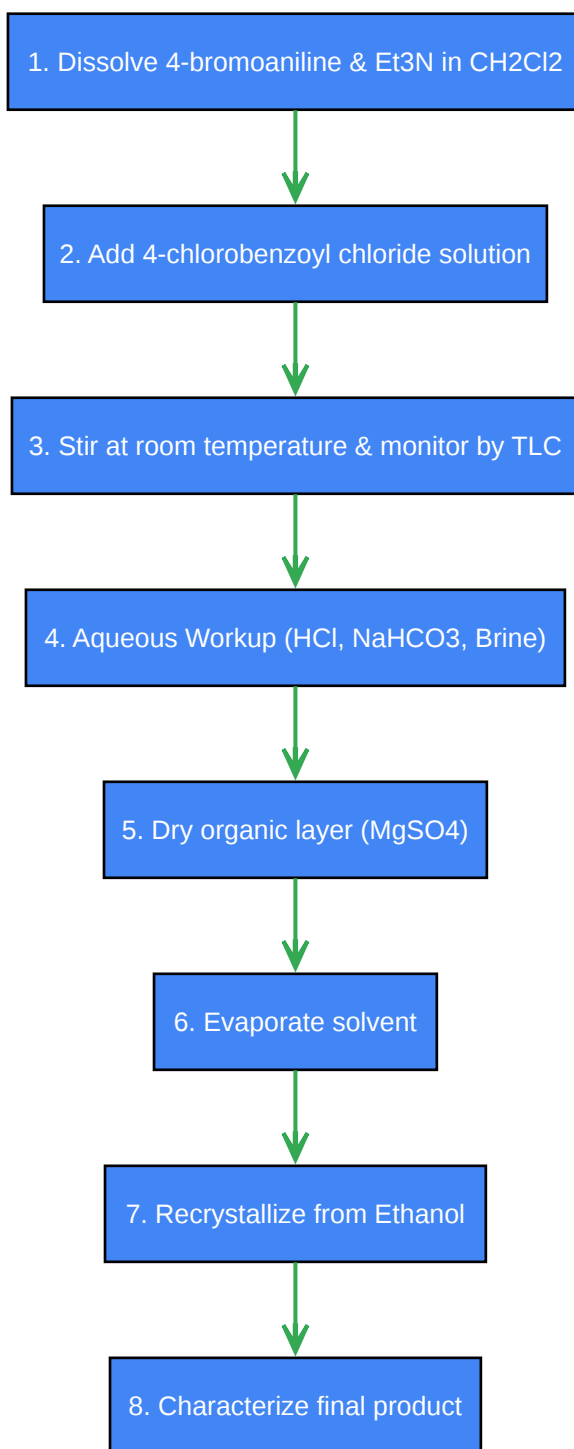 1. Dissolve 4-bromoaniline & Et3N in CH2Cl2
2. Add 4-chlorobenzoyl chloride solution
3. Stir at room temperature & monitor by TLC
4. Aqueous Workup (HCl, NaHCO3, Brine)
5. Dry organic layer (MgSO4)
6. Evaporate solvent
7. Recrystallize from Ethanol
8. Characterize final product